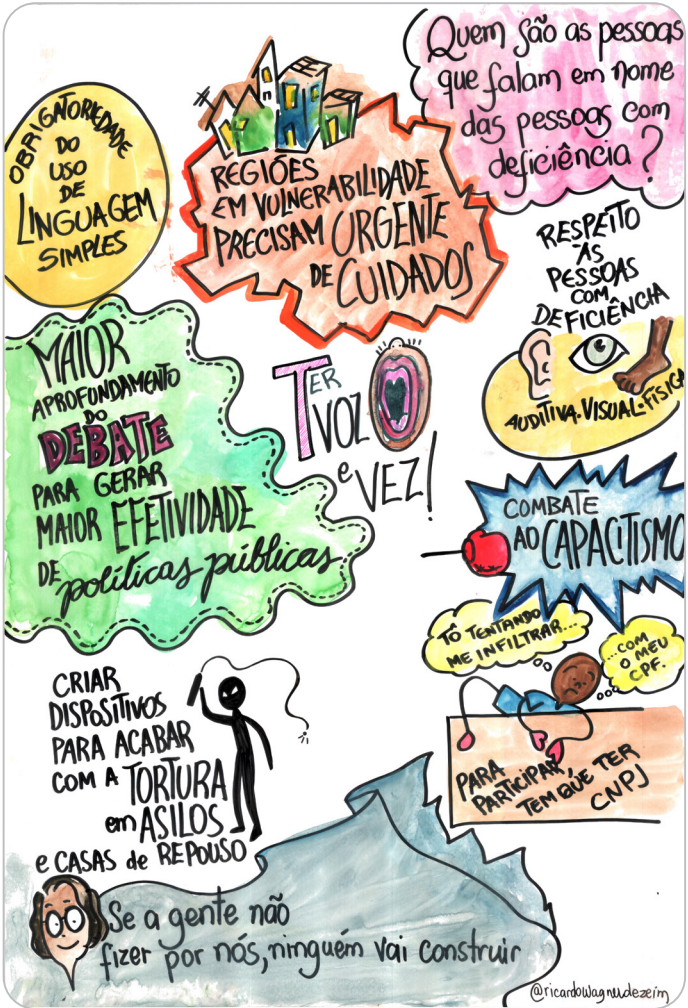 OBRIGATORIEDADE
DO
USO
DE
LINGUAGEM
SIMPLES
REGIÕES
EM VULNERABILIDADE
PRECISAM URGENTE
DE CUIDADOS
Quem são as pessoas
que falam em nome
das pessoas com
deficiência?
RESPEITO
ÀS
PESSOAS
COM
DEFICIÊNCIA
AUDITIVA-VISUAL-FÍSICA
MAIOR
APROFUNDAMENTO
DO
DEBATE
PARA GERAR
MAIOR EFETIVIDADE
DE políticas públicas
TER
VOZ
e VEZ!
COMBATE
AO CAPACITISMO
TÔ TENTANDO
ME INFILTRAR...
...COM
O MEU
CPF.
PARA
PARTICIPAR,
TEM QUE TER
CNPJ
CRIAR
DISPOSITIVOS
PARA ACABAR
COM A TORTURA
em ASILOS
e CASAS de REPOUSO
Se a gente não
fizer por nós, ninguém vai construir
@ricardowagnerdezeim